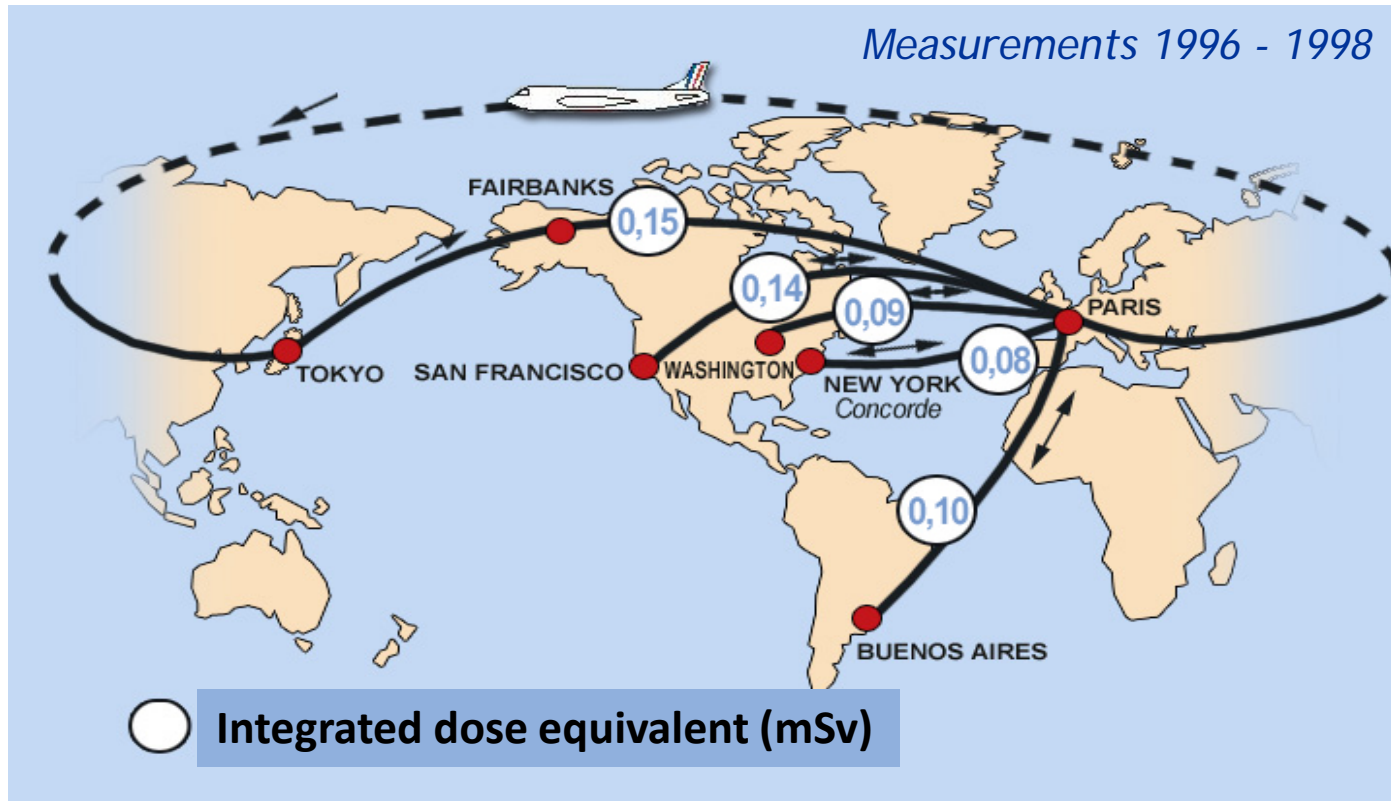 Measurements 1996 - 1998
FAIRBANKS
0,15
0,14
0,09
PARIS
0,08
TOKYO
SAN FRANCISCO
WASHINGTON
NEW YORK
Concorde
0,10
BUENOS AIRES
Integrated dose equivalent (mSv)